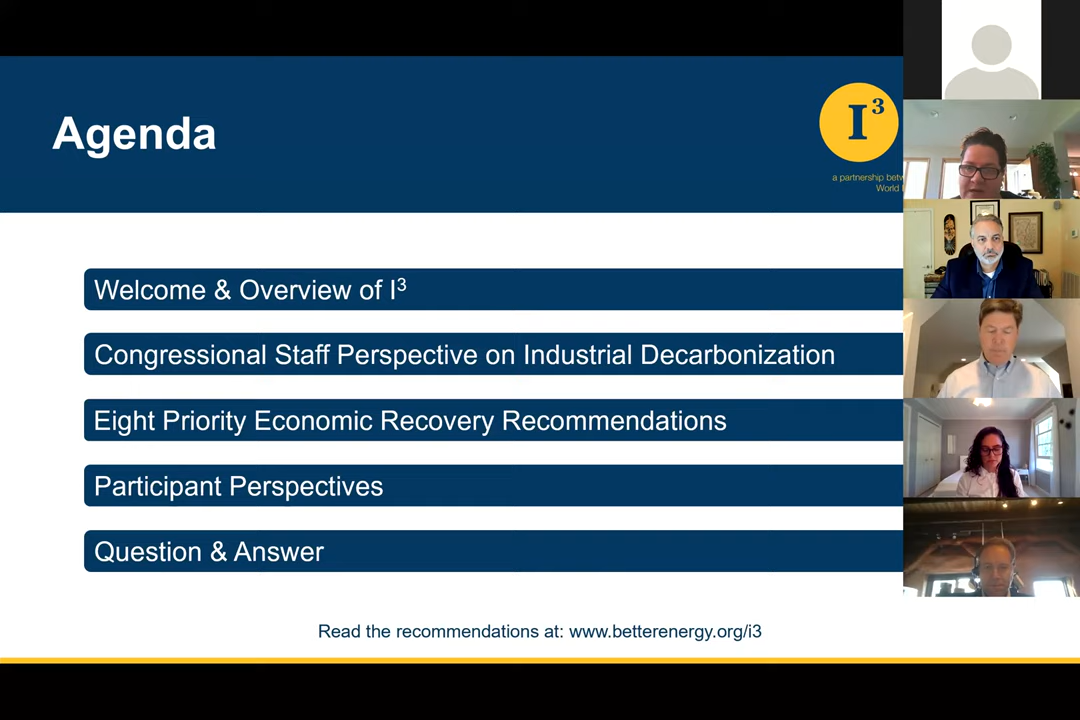 Agenda
I³
a partnership
World
Welcome & Overview of I³
Congressional Staff Perspective on Industrial Decarbonization
Eight Priority Economic Recovery Recommendations
Participant Perspectives
Question & Answer
Read the recommendations at: www.betterenergy.org/i3